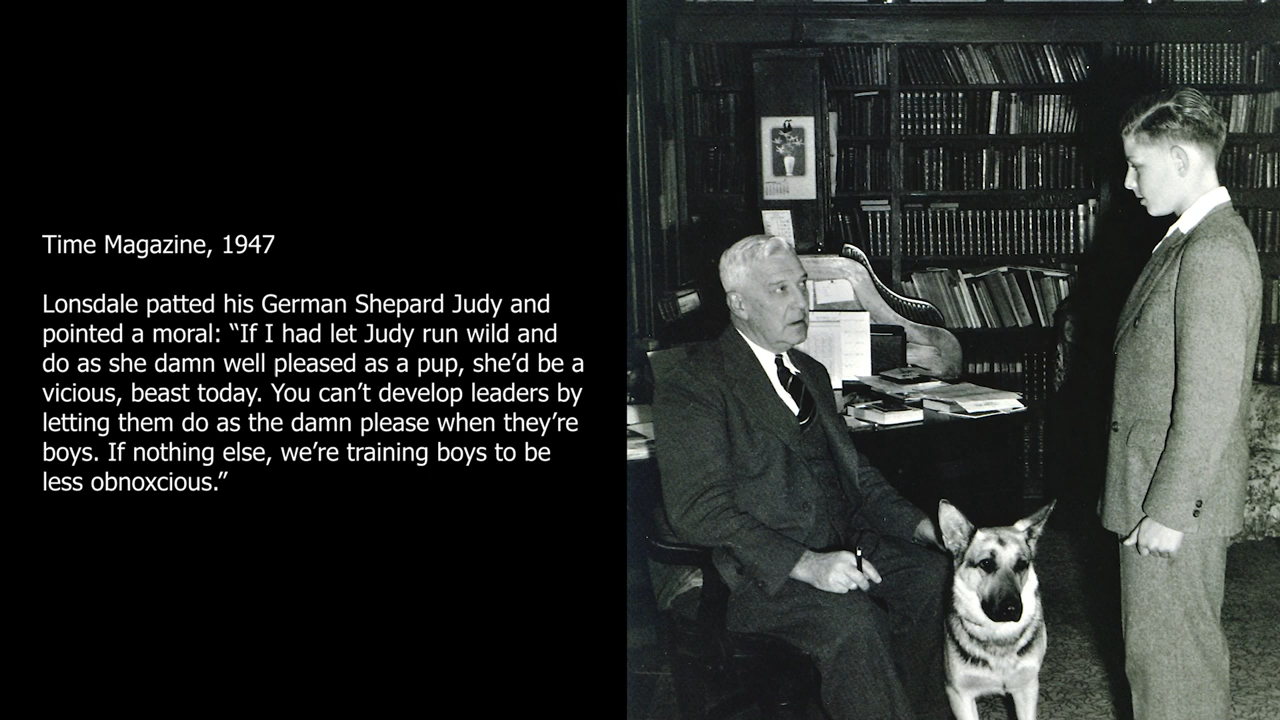 Time Magazine, 1947
Lonsdale patted his German Shepard Judy and
pointed a moral: “If I had let Judy run wild and
do as she damn well pleased as a pup, she’d be a
vicious, beast today. You can’t develop leaders by
letting them do as the damn please when they’re
boys. If nothing else, we’re training boys to be
less obnoxcious.”